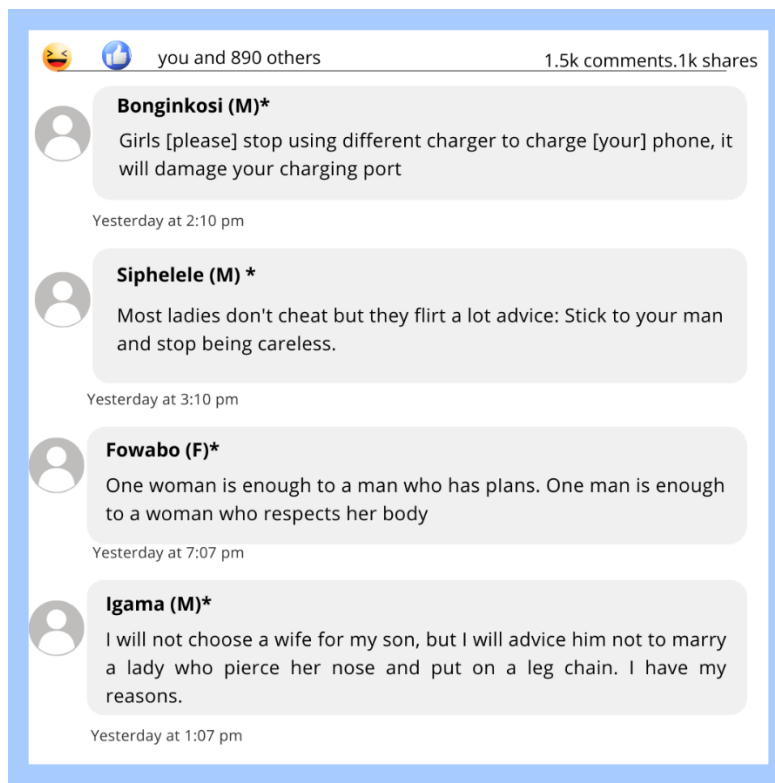 you and 890 others
1.5k comments.1k shares
Bonginkosi (M)*
Girls [please] stop using different charger to charge [your] phone, it
will damage your charging port
Yesterday at 2:10 pm
Siphelele (M) *
Most ladies don't cheat but they flirt a lot advice: Stick to your man
and stop being careless.
Yesterday at 3:10 pm
Fowabo (F)*
One woman is enough to a man who has plans. One man is enough
to a woman who respects her body
Yesterday at 7:07 pm
Igama (M)*
I will not choose a wife for my son, but I will advice him not to marry
a lady who pierce her nose and put on a leg chain. I have my
reasons.
Yesterday at 1:07 pm